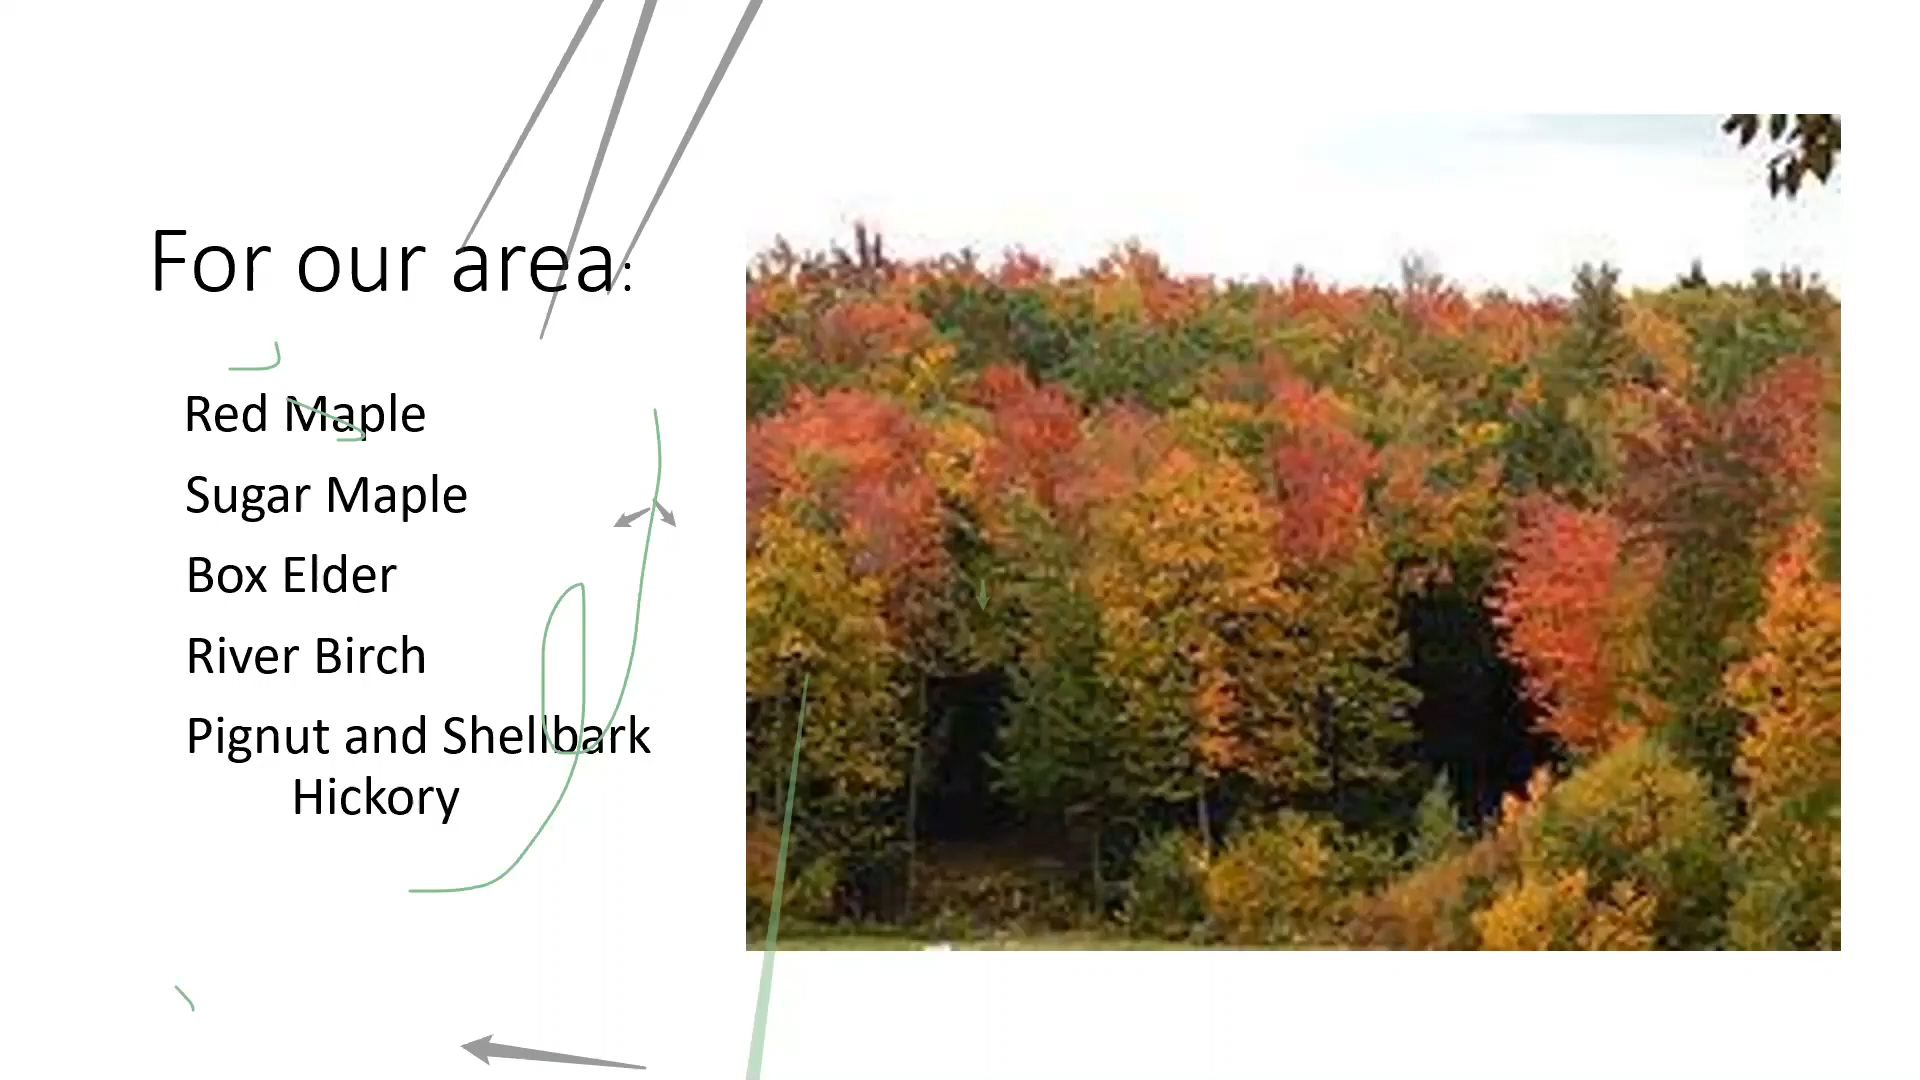 For our area:
Red Maple
Sugar Maple
Box Elder
River Birch
Pignut and Shellbark
Hickory